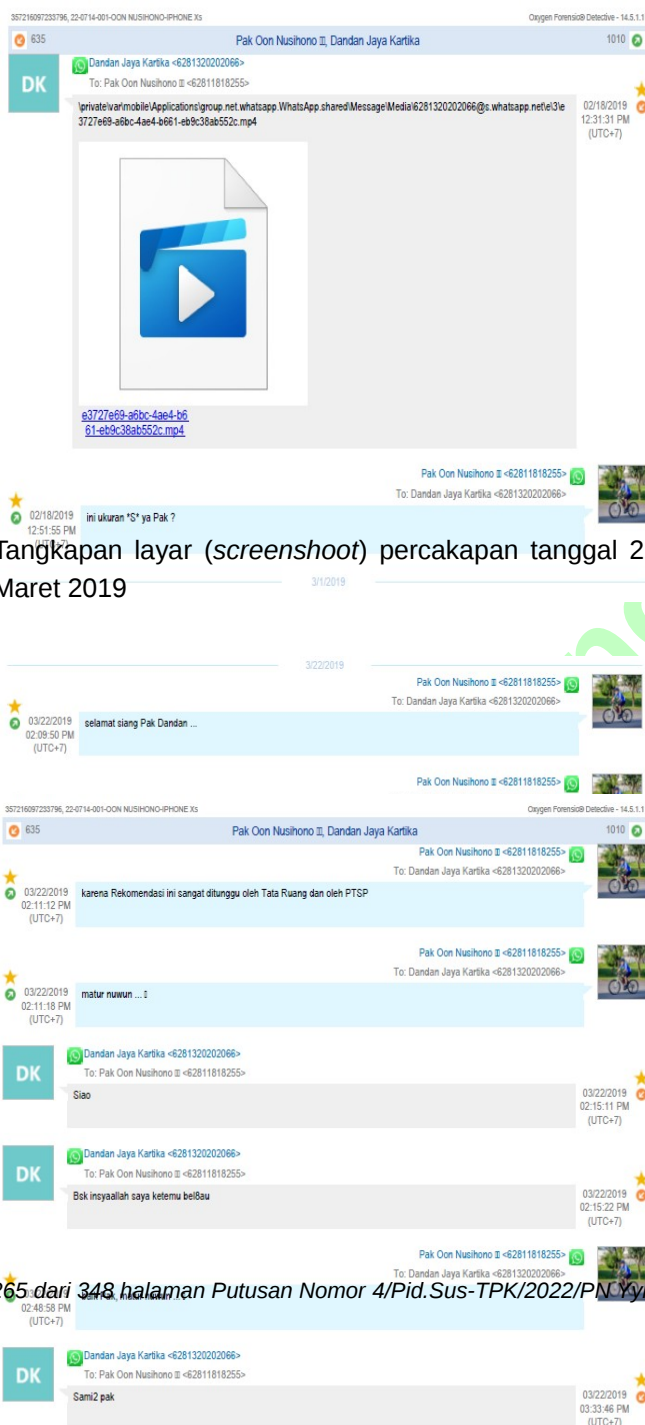 357216097233796, 22-0714-001-OON NUSIHONO-IPHONE Xs Oxygen Forensic® Detective - 14.5.1.1
635 Pak Oon Nusihono, Dandan Jaya Kartika 1010
DK
Dandan Jaya Kartika <6281320202066>
To: Pak Oon Nusihono <62811818255>
\private\var\mobile\Applications\group.net.whatsapp.WhatsApp.shared\Message\Media\6281320202066@s.whatsapp.net\e\3\e
3727e69-a6bc-4ae4-b661-eb9c38ab552c.mp4
02/18/2019
12:31:31 PM
(UTC+7)
e3727e69-a6bc-4ae4-b6
61-eb9c38ab552c.mp4
Pak Oon Nusihono <62811818255>
To: Dandan Jaya Kartika <6281320202066>
02/18/2019
12:51:55 PM
(UTC+7)
ini ukuran *S* ya Pak ?
Tangkapan layar (screenshoot) percakapan tanggal 2
Maret 2019
3/1/2019
3/22/2019
Pak Oon Nusihono <62811818255>
To: Dandan Jaya Kartika <6281320202066>
03/22/2019
02:09:50 PM
(UTC+7)
selamat siang Pak Dandan ...
Pak Oon Nusihono <62811818255>
357216097233796, 22-0714-001-OON NUSIHONO-IPHONE Xs Oxygen Forensic® Detective - 14.5.1.1
635 Pak Oon Nusihono, Dandan Jaya Kartika 1010
Pak Oon Nusihono <62811818255>
To: Dandan Jaya Kartika <6281320202066>
03/22/2019
02:11:12 PM
(UTC+7)
karena Rekomendasi ini sangat ditunggu oleh Tata Ruang dan oleh PTSP
Pak Oon Nusihono <62811818255>
To: Dandan Jaya Kartika <6281320202066>
03/22/2019
02:11:18 PM
(UTC+7)
matur nuwun ...
DK
Dandan Jaya Kartika <6281320202066>
To: Pak Oon Nusihono <62811818255>
Siao
03/22/2019
02:15:11 PM
(UTC+7)
DK
Dandan Jaya Kartika <6281320202066>
To: Pak Oon Nusihono <62811818255>
Bsk insyaallah saya ketemu bel8au
03/22/2019
02:15:22 PM
(UTC+7)
Pak Oon Nusihono <62811818255>
To: Dandan Jaya Kartika <6281320202066>
265 dari 348 halaman Putusan Nomor 4/Pid.Sus-TPK/2022/PN Yy
02:48:58 PM
(UTC+7)
DK
Dandan Jaya Kartika <6281320202066>
To: Pak Oon Nusihono <62811818255>
Sami2 pak
03/22/2019
03:33:46 PM
(UTC+7)